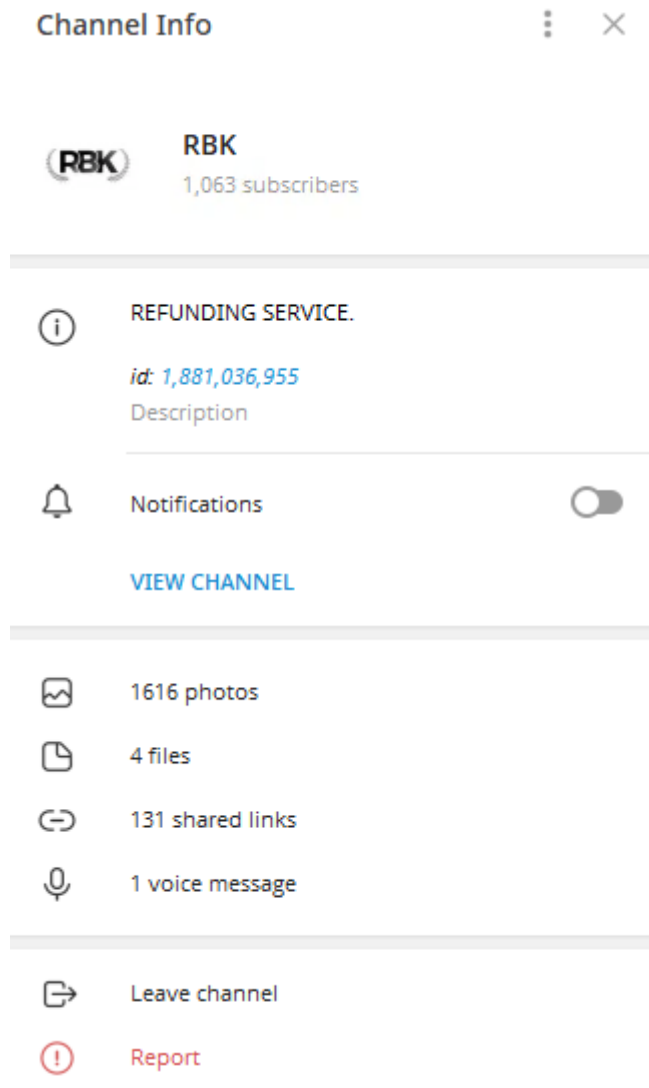 Channel Info
RBK
RBK
1,063 subscribers
REFUNDING SERVICE.
id: 1,881,036,955
Description
Notifications
VIEW CHANNEL
1616 photos
4 files
131 shared links
1 voice message
Leave channel
Report